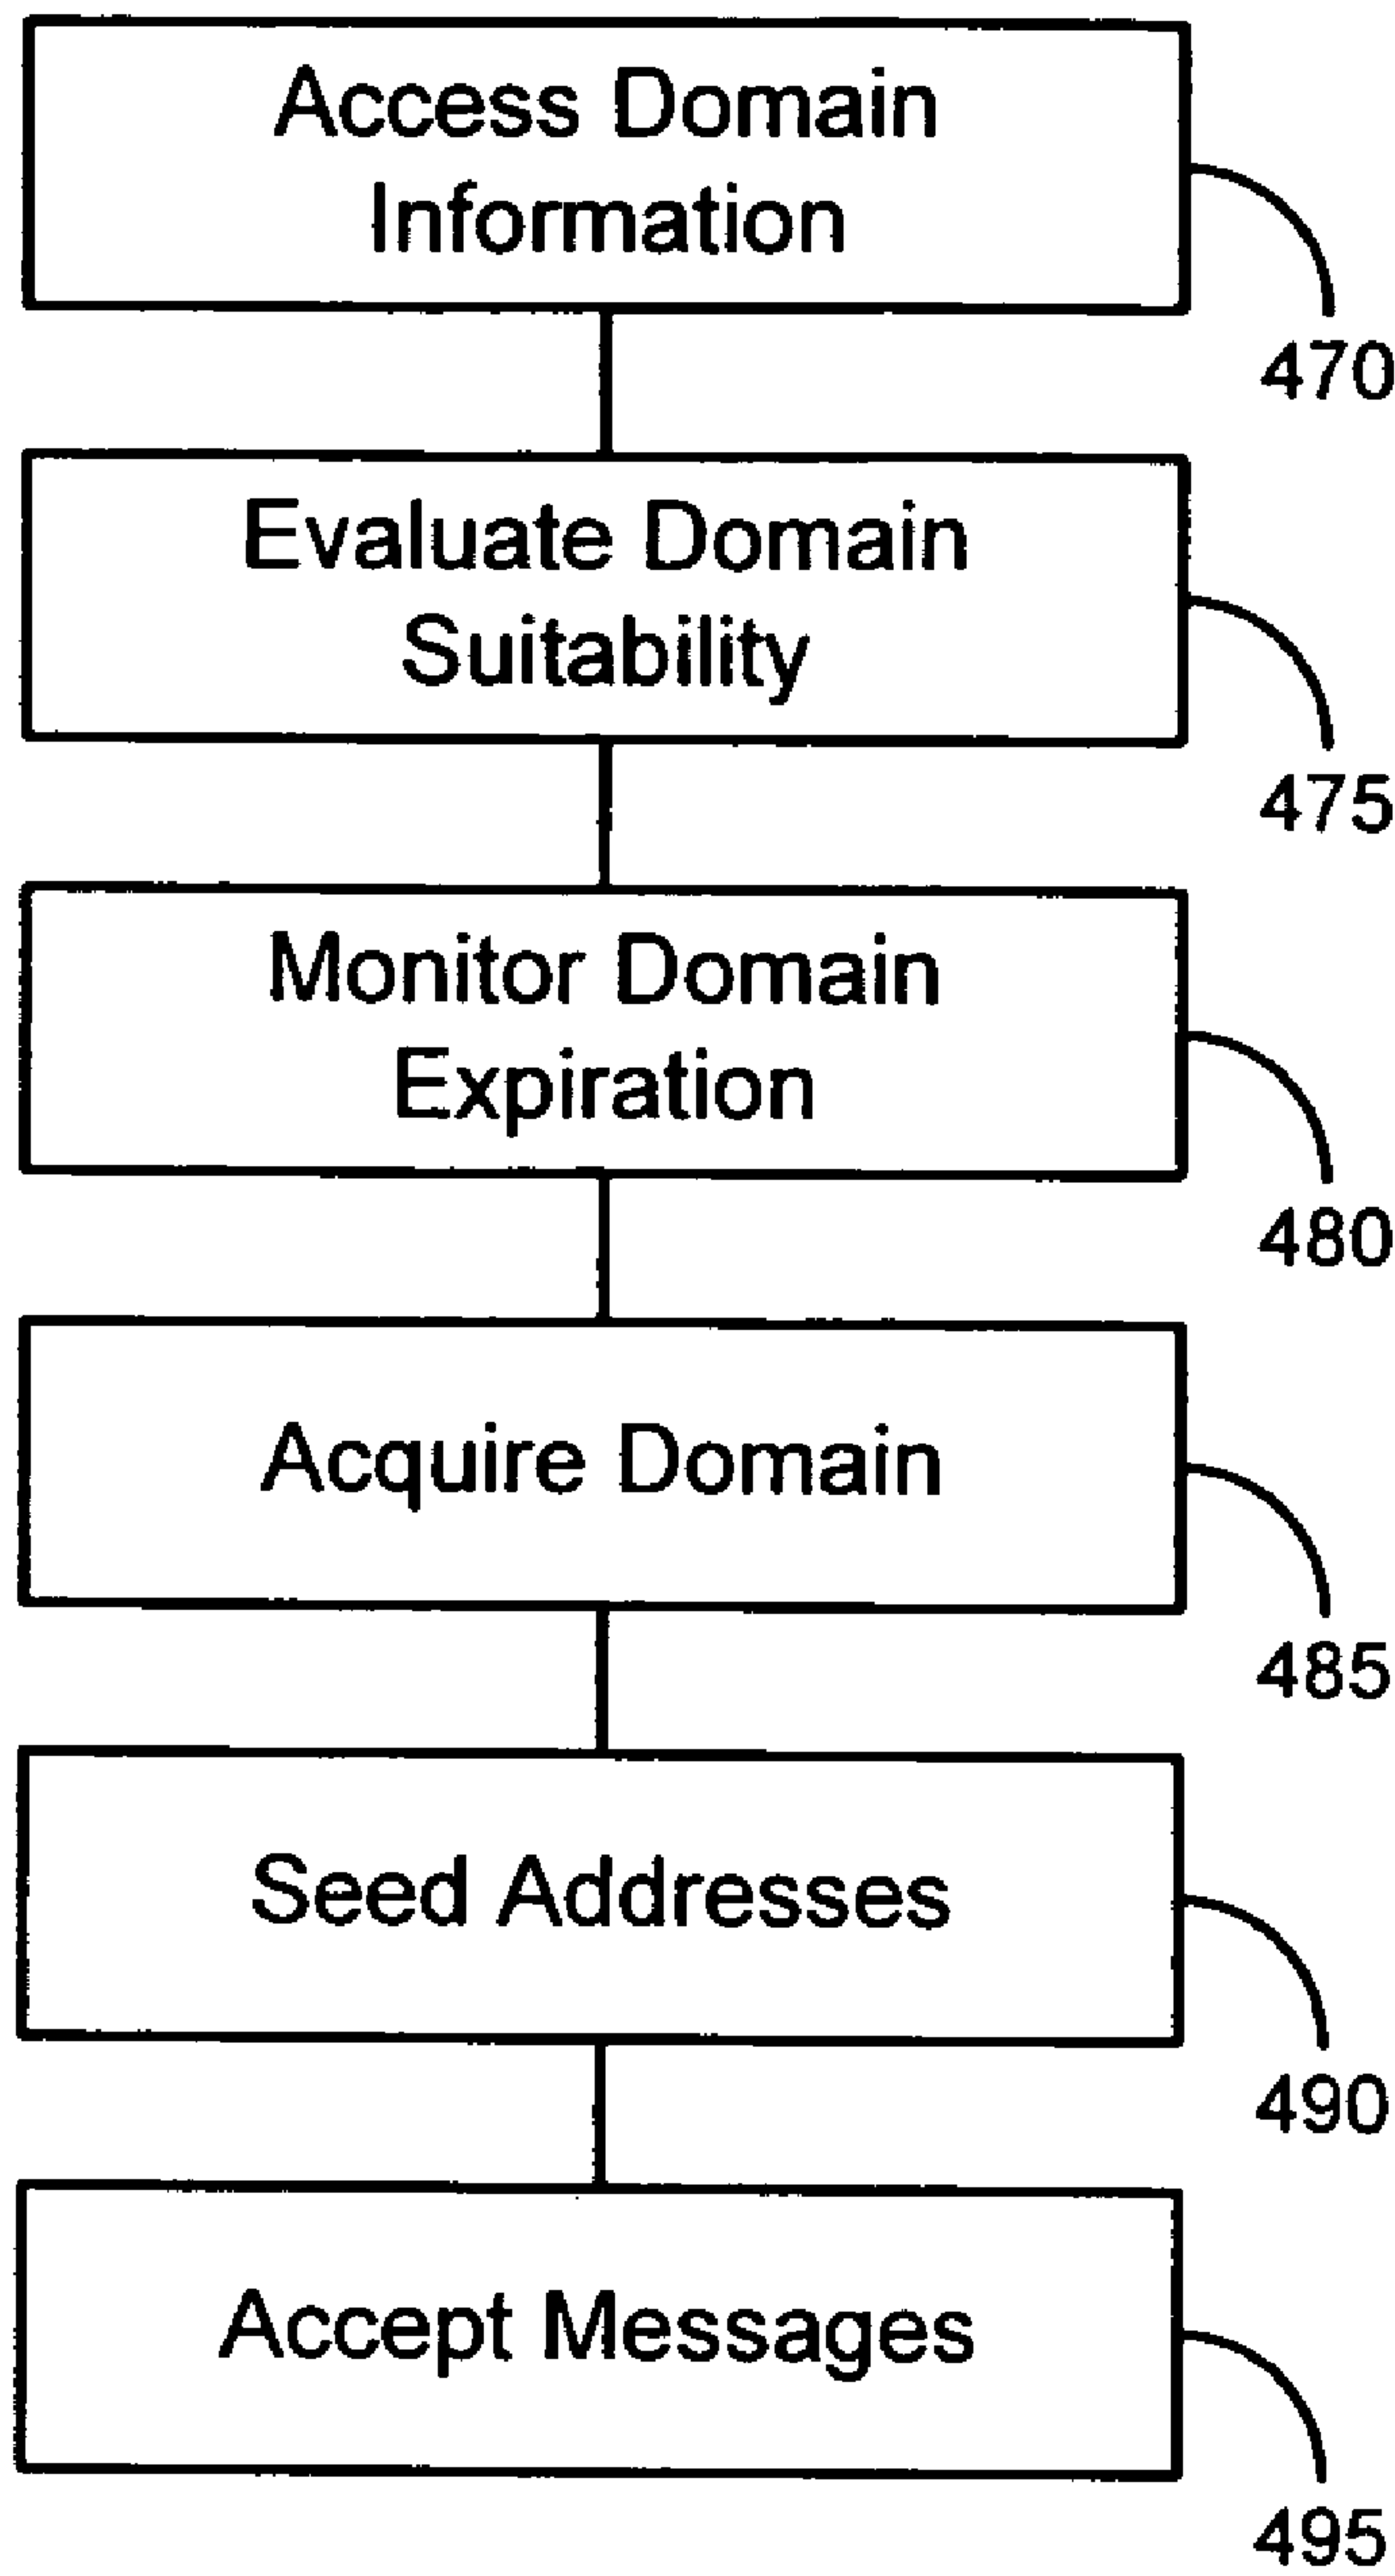 Access Domain
Information
470
Evaluate Domain
Suitability
475
Monitor Domain
Expiration
480
Acquire Domain
485
Seed Addresses
490
Accept Messages
495